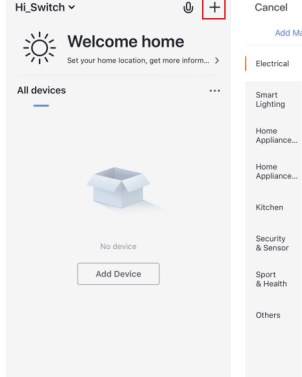 Hi_Switch
Welcome home
Set your home location, get more inform...
All devices
No device
Add Device
Cancel
Add Ma
Electrical
Smart
Lighting
Home
Appliance...
Home
Appliance...
Kitchen
Security
& Sensor
Sport
& Health
Others